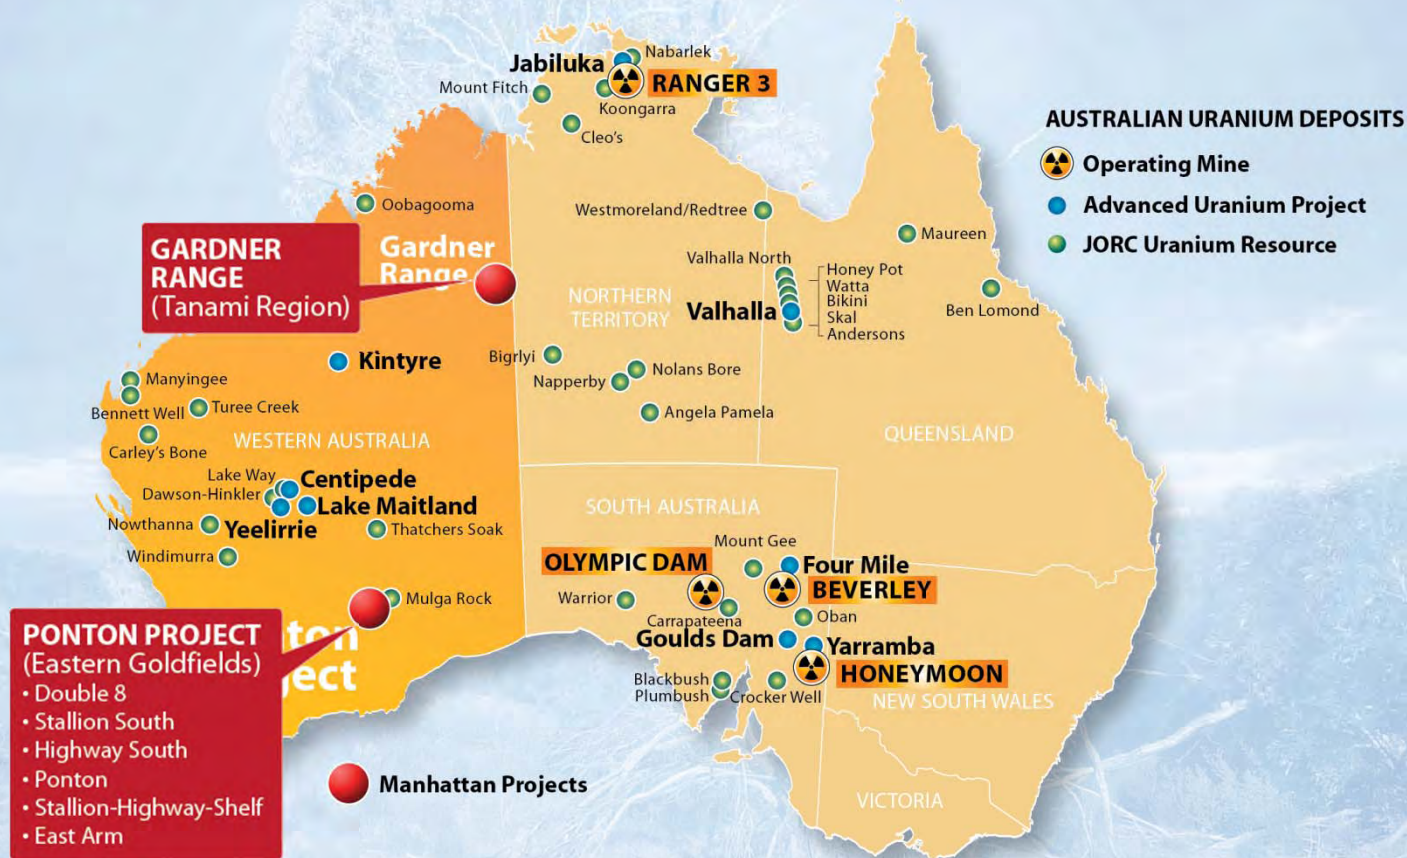 Jabiluka
Nabarlek
RANGER 3
Mount Fitch
Koongarra
Cleo's
AUSTRALIAN URANIUM DEPOSITS
Operating Mine
Advanced Uranium Project
JORC Uranium Resource
Oobagooma
Westmoreland/Redtree
Maureen
GARDNER
RANGE
(Tanami Region)
Gardner
Range
NORTHERN
TERRITORY
Valhalla North
Honey Pot
Watta
Bikini
Skal
Andersons
Valhalla
Ben Lomond
Kintyre
Bigrlyi
Nolans Bore
Napperby
Angela Pamela
Manyingee
Bennett Well
Turee Creek
Carley's Bone
WESTERN AUSTRALIA
QUEENSLAND
Lake Way
Centipede
Dawson-Hinkler
Lake Maitland
Nowthanna
Yeelirrie
Thatchers Soak
Windimurra
SOUTH AUSTRALIA
Mount Gee
OLYMPIC DAM
Four Mile
BEVERLEY
Warrior
Carrapateena
Oban
Goulds Dam
Yarramba
HONEYMOON
Blackbush
Plumbush
Crocker Well
NEW SOUTH WALES
VICTORIA
Mulga Rock
PONTON PROJECT
(Eastern Goldfields)
• Double 8
• Stallion South
• Highway South
• Ponton
• Stallion-Highway-Shelf
• East Arm
ton
ject
Manhattan Projects